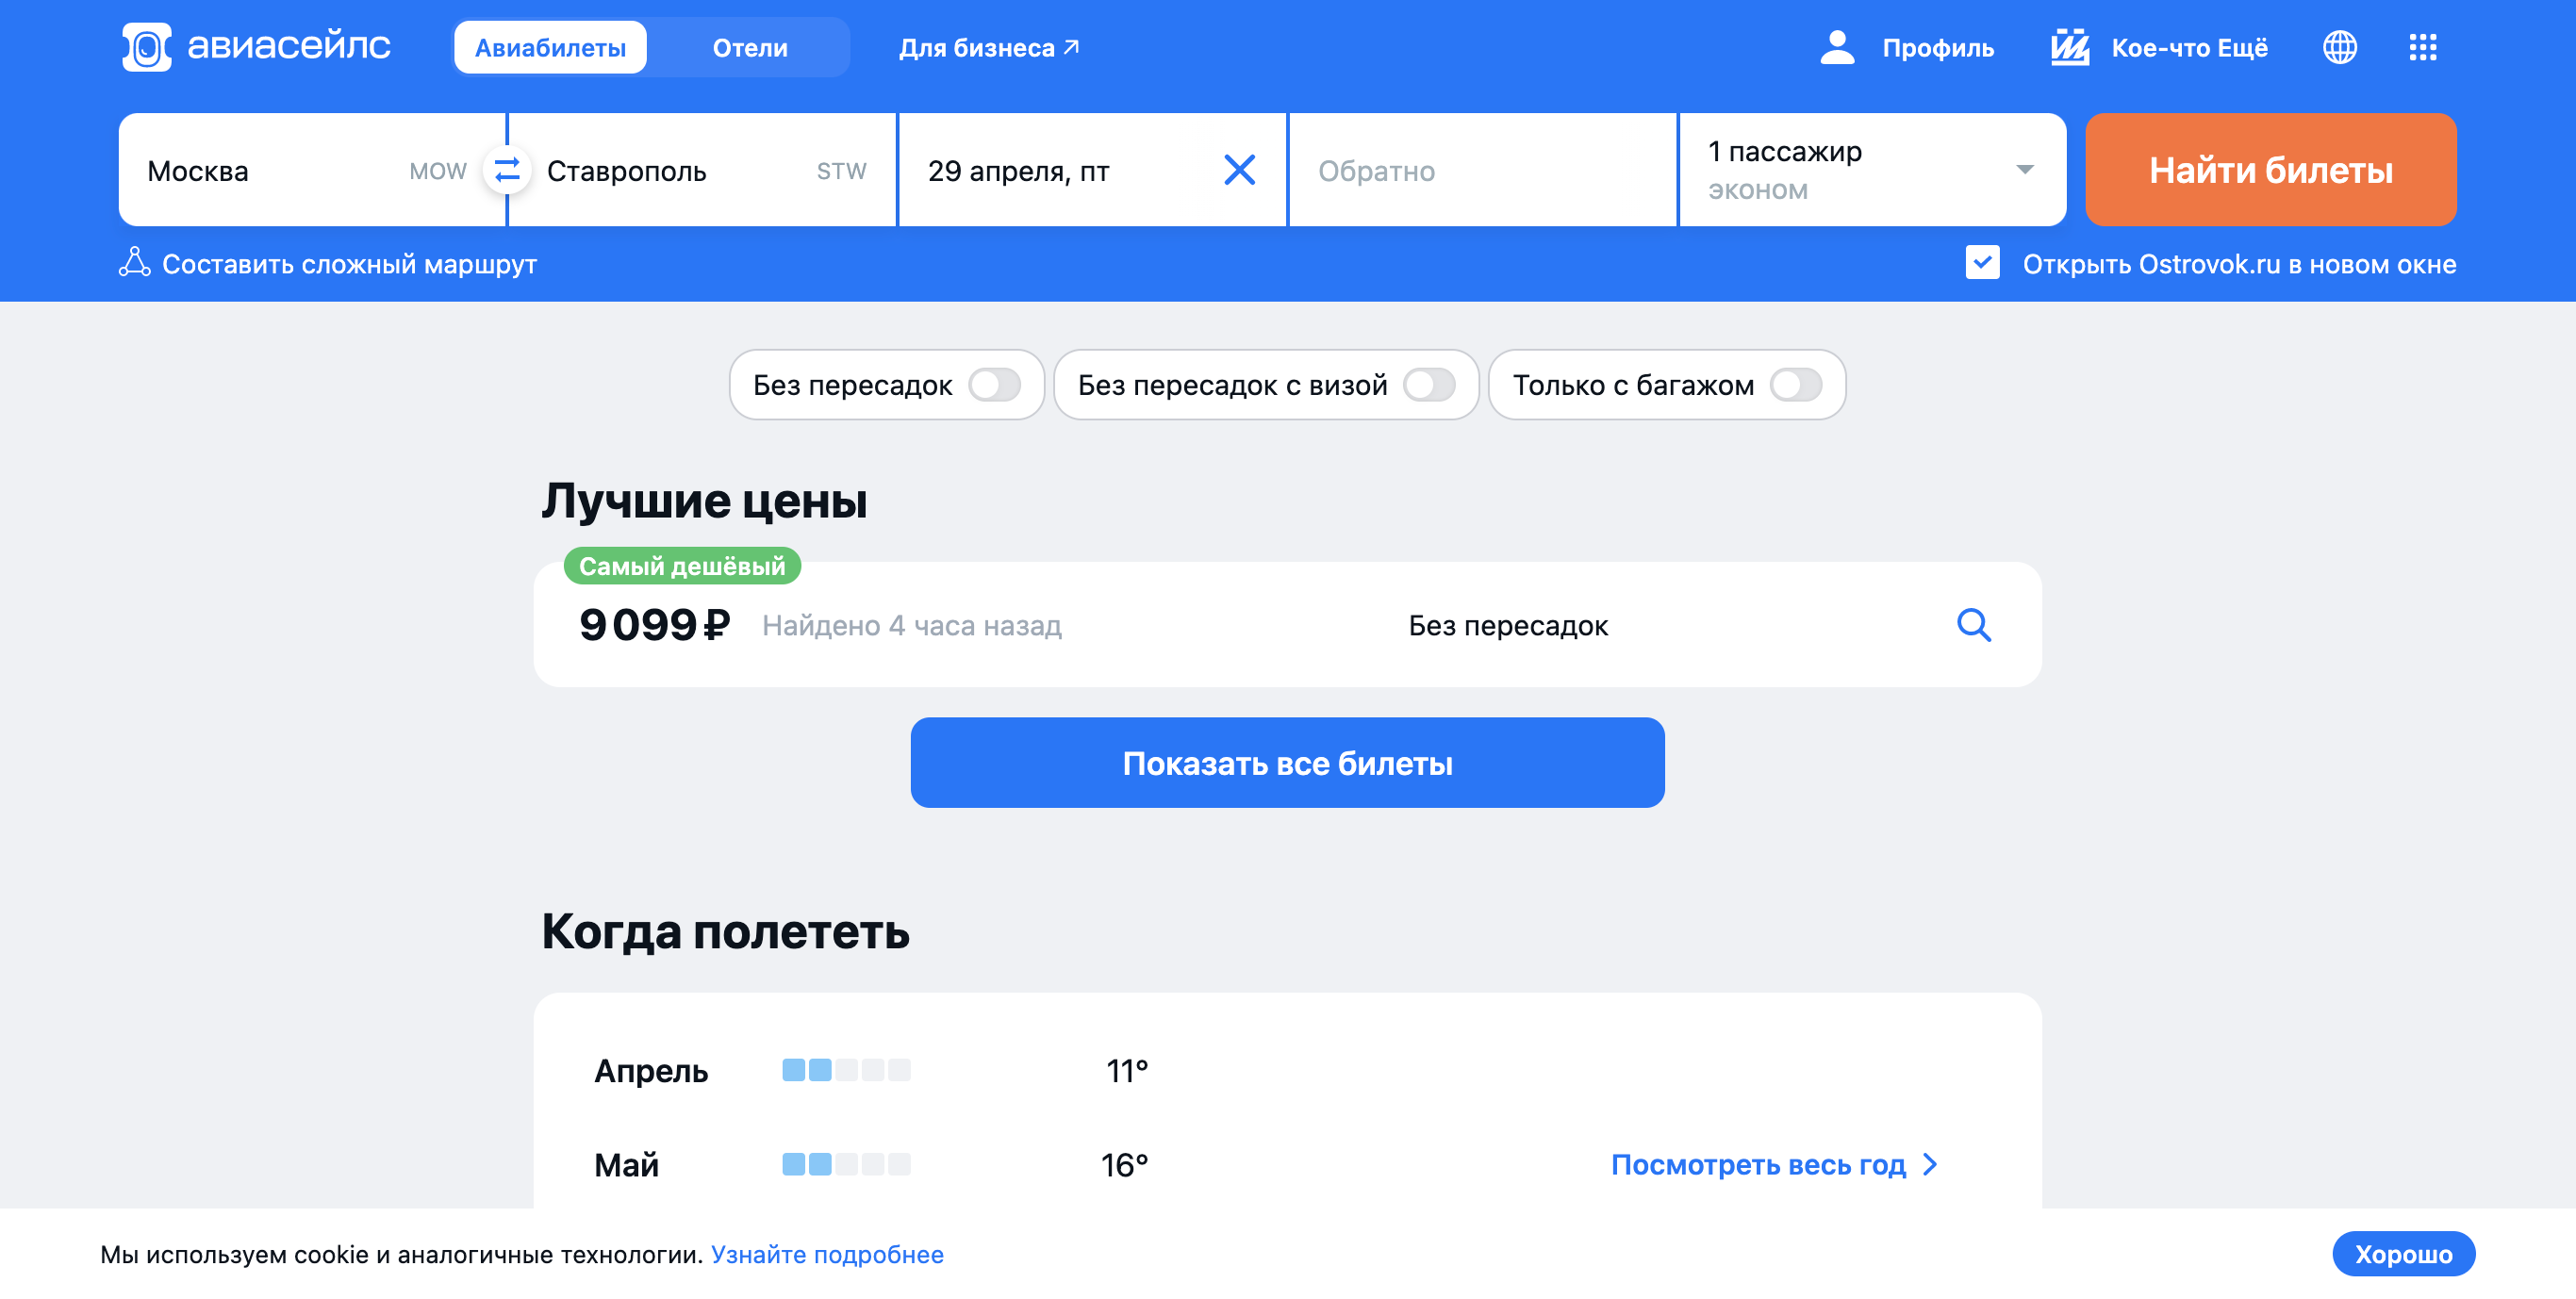 авиасейлс
Авиабилеты
Отели
Для бизнеса
Профиль
Кое-что Ещё
Москва MOW
Ставрополь STW
29 апреля, пт
Обратно
1 пассажир
эконом
Найти билеты
Составить сложный маршрут
Открыть Ostrovok.ru в новом окне
Без пересадок
Без пересадок с визой
Только с багажом
Лучшие цены
Самый дешёвый
9 099 ₽ Найдено 4 часа назад Без пересадок
Показать все билеты
Когда полететь
Апрель 11°
Май 16° Посмотреть весь год
Мы используем cookie и аналогичные технологии. Узнайте подробнее
Хорошо